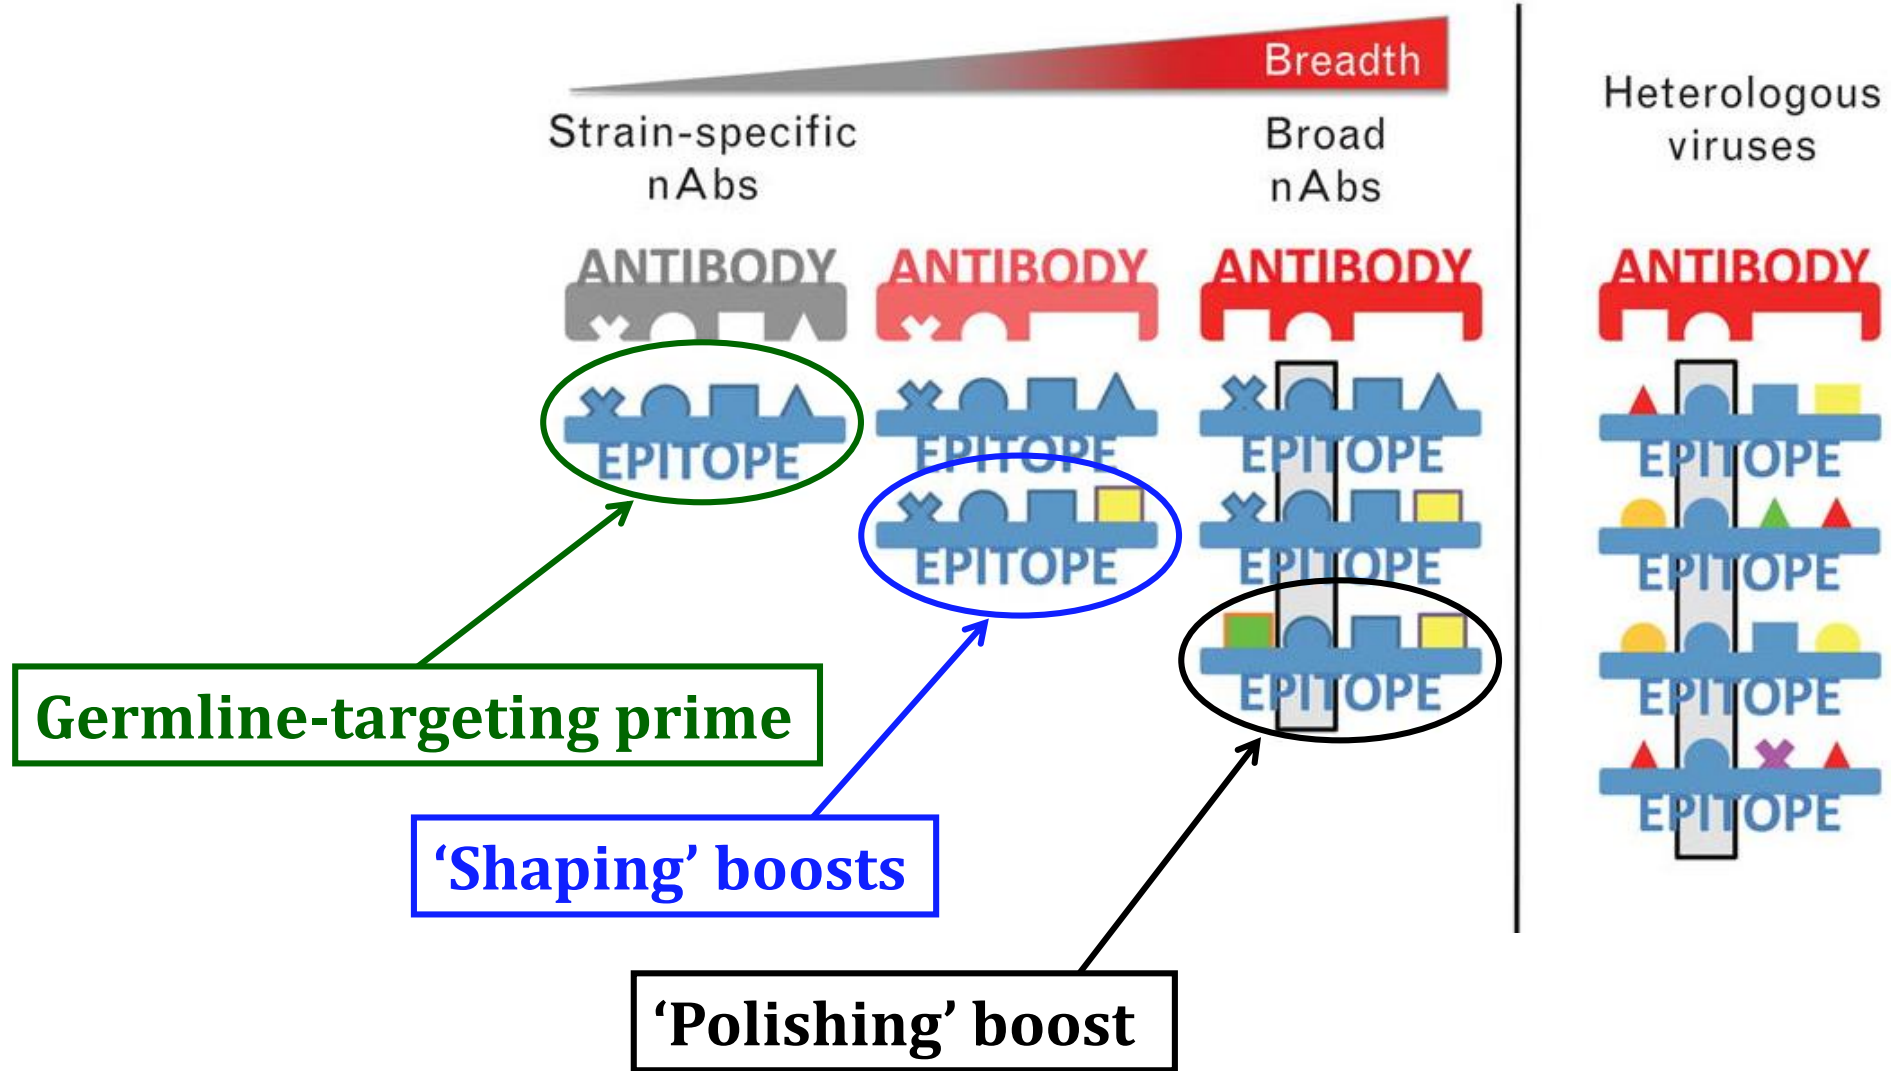 Breadth
Strain-specific
nAbs
Broad
nAbs
Heterologous
viruses
ANTIBODY
ANTIBODY
ANTIBODY
ANTIBODY
EPITOPE
EPITOPE
EPITOPE
EPITOPE
EPITOPE
EPITOPE
EPITOPE
EPITOPE
EPITOPE
EPITOPE
Germline-targeting prime
‘Shaping’ boosts
‘Polishing’ boost